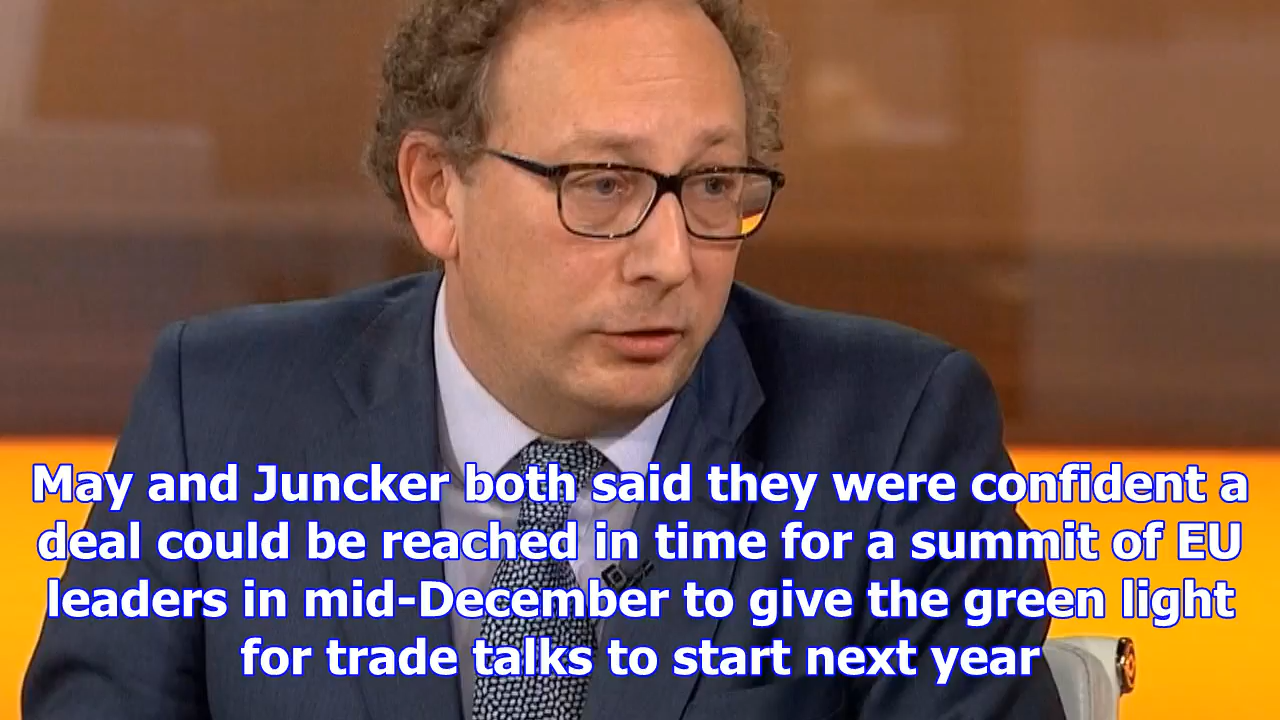 May and Juncker both said they were confident a
deal could be reached in time for a summit of EU
leaders in mid-December to give the green light
for trade talks to start next year